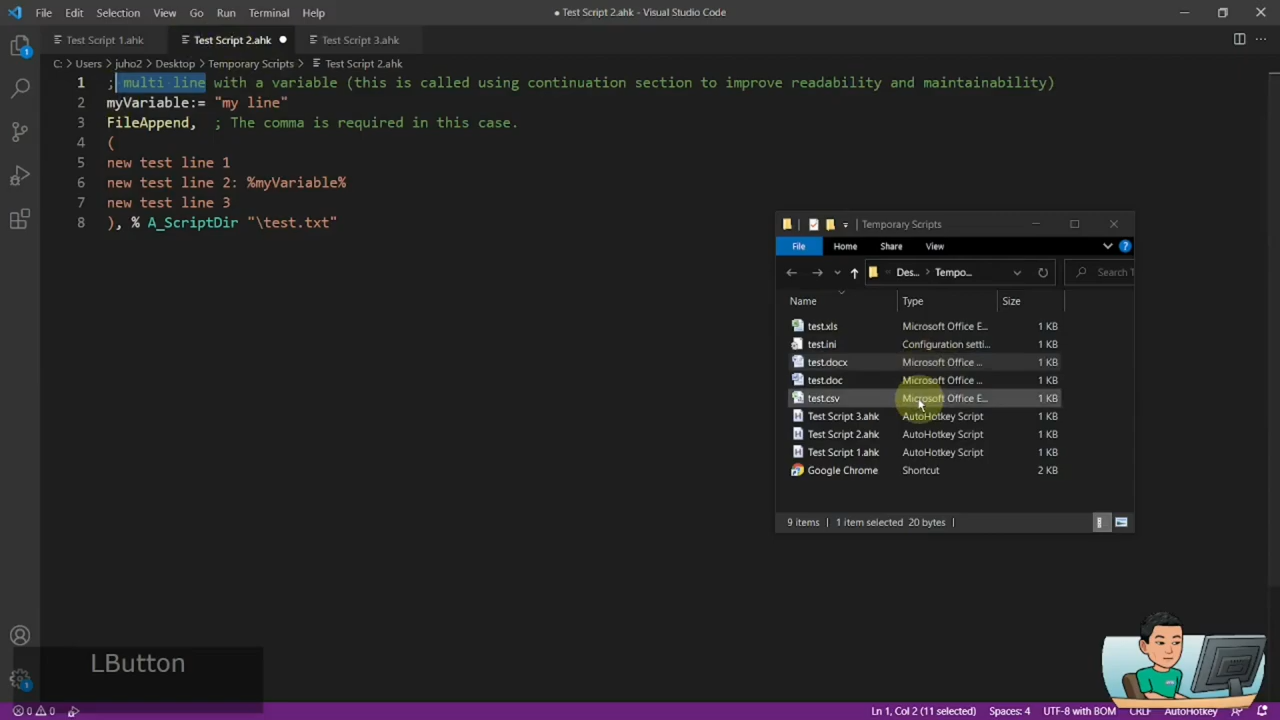 File Edit Selection View Go Run Terminal Help
● Test Script 2.ahk - Visual Studio Code
Test Script 1.ahk Test Script 2.ahk ● Test Script 3.ahk
C: > Users > juho2 > Desktop > Temporary Scripts > Test Script 2.ahk
1 ; multi line with a variable (this is called using continuation section to improve readability and maintainability)
2 myVariable:= "my line"
3 FileAppend, ; The comma is required in this case.
4 (
5 new test line 1
6 new test line 2: %myVariable%
7 new test line 3
8 ), % A_ScriptDir "\test.txt"
Temporary Scripts
File Home Share View
« Des... > Tempo...
Search T
Name Type Size
test.xls Microsoft Office E... 1 KB
test.ini Configuration setti... 1 KB
test.docx Microsoft Office ... 1 KB
test.doc Microsoft Office ... 1 KB
test.csv Microsoft Office E... 1 KB
Test Script 3.ahk AutoHotkey Script 1 KB
Test Script 2.ahk AutoHotkey Script 1 KB
Test Script 1.ahk AutoHotkey Script 1 KB
Google Chrome Shortcut 2 KB
9 items 1 item selected 20 bytes
LButton
0 0
Ln 1, Col 2 (11 selected) Spaces: 4 UTF-8 with BOM CRLF AutoHotkey